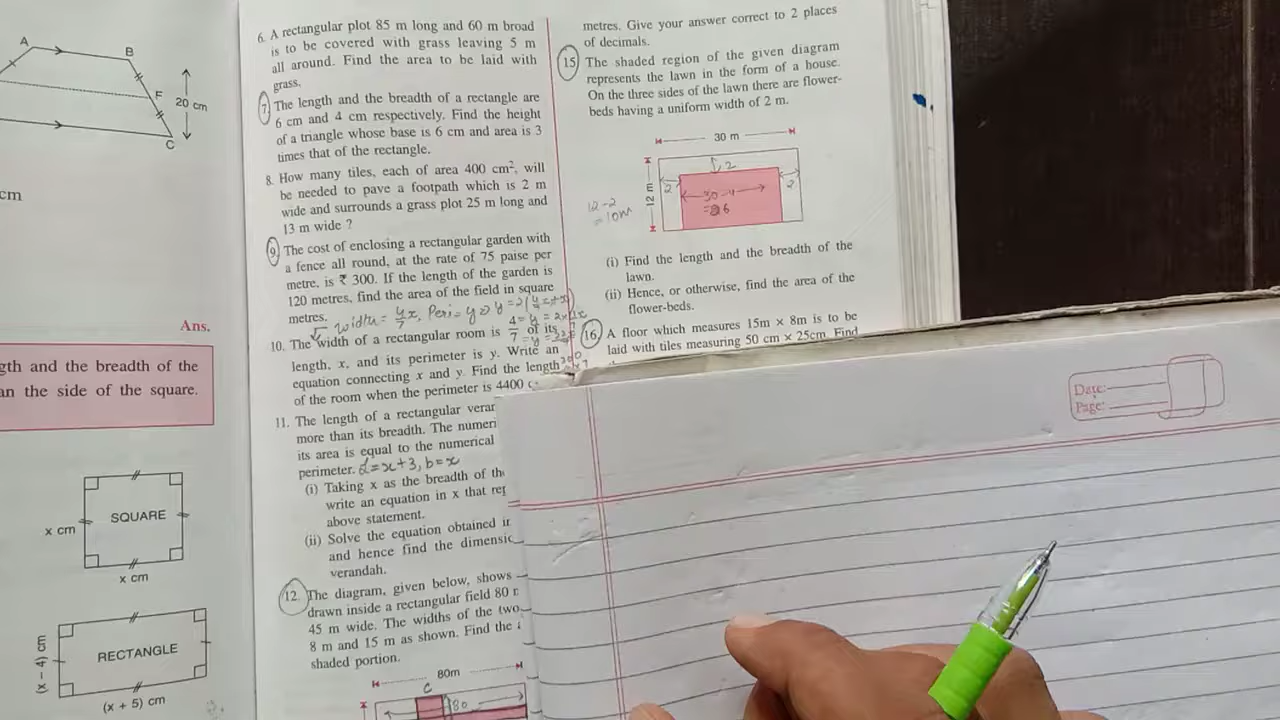 A
B
F
20 cm
C
cm
Ans.
gth and the breadth of the
an the side of the square.
x cm
SQUARE
x cm
(x – 4) cm
RECTANGLE
(x + 5) cm
6. A rectangular plot 85 m long and 60 m broad
is to be covered with grass leaving 5 m
all around. Find the area to be laid with
grass.
7. The length and the breadth of a rectangle are
6 cm and 4 cm respectively. Find the height
of a triangle whose base is 6 cm and area is 3
times that of the rectangle.
8. How many tiles, each of area 400 cm², will
be needed to pave a footpath which is 2 m
wide and surrounds a grass plot 25 m long and
13 m wide ?
9. The cost of enclosing a rectangular garden with
a fence all round, at the rate of 75 paise per
metre, is ₹ 300. If the length of the garden is
120 metres, find the area of the field in square
metres.
width = 4/7 x, Peri = y
10. The width of a rectangular room is 4/7 of its
length, x, and its perimeter is y. Write an
equation connecting x and y. Find the length
of the room when the perimeter is 4400
11. The length of a rectangular
more than its breadth. The
its area is equal to the numerical
perimeter. l=x+3, b=x
(i) Taking x as the breadth of
write an equation in x that
above statement.
(ii) Solve the equation obtained
and hence find the
verandah.
12. The diagram, given below, shows
drawn inside a rectangular field 80
45 m wide. The widths of the two
8 m and 15 m as shown. Find the
shaded portion.
80m
C
80
metres. Give your answer correct to 2 places
of decimals.
15 The shaded region of the given diagram
represents the lawn in the form of a house.
On the three sides of the lawn there are flower-
beds having a uniform width of 2 m.
30 m
2
2
2
12 m
30-4
=26
12-2
=10m
(i) Find the length and the breadth of the
lawn.
(ii) Hence, or otherwise, find the area of the
flower-beds.
16 A floor which measures 15m × 8m is to be
laid with tiles measuring 50 cm × 25cm. Find
Date:
Page: